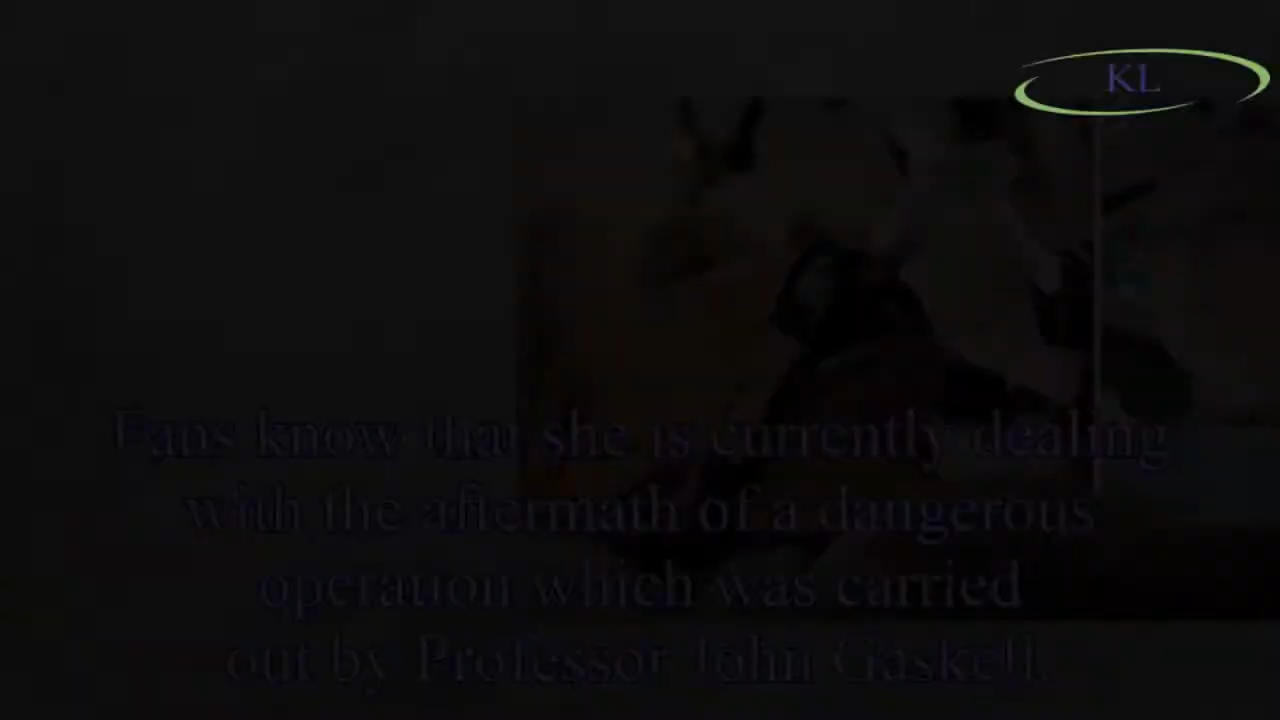 KL
Fans know that she is currently dealing
with the aftermath of a dangerous
operation which was carried
out by Professor John Gaskell.